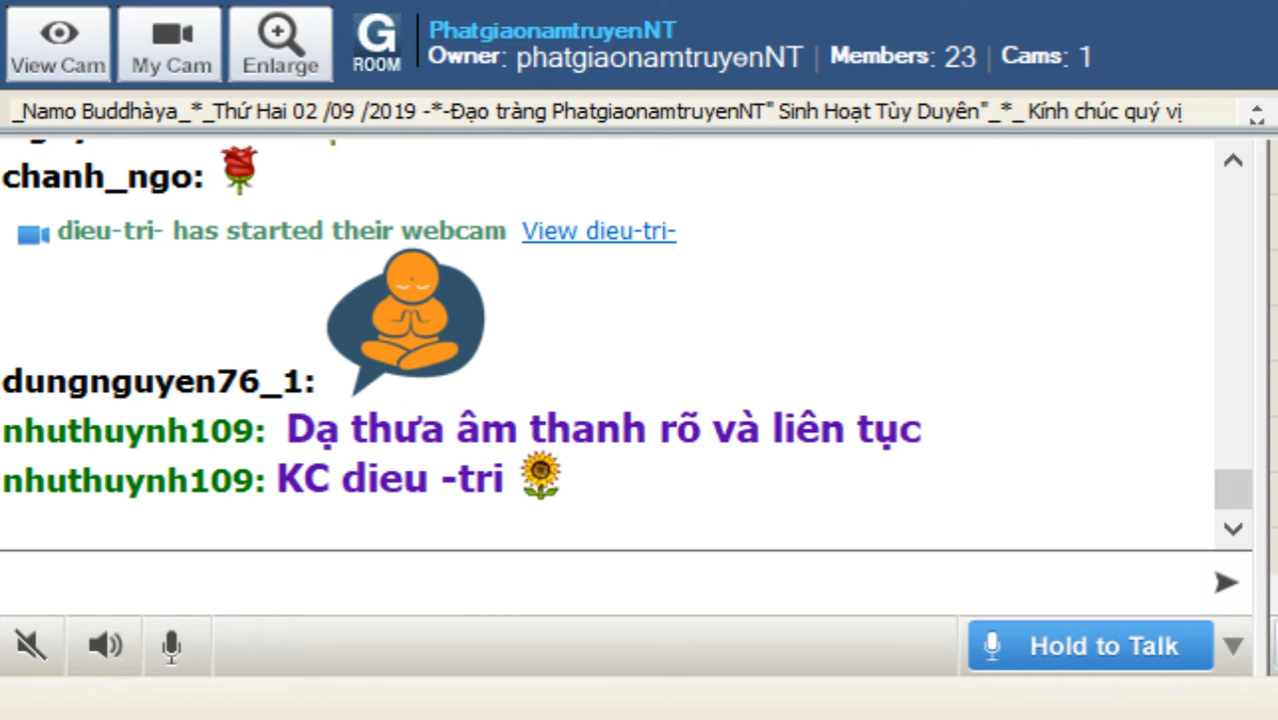 View Cam
My Cam
Enlarge
G
ROOM
PhatgiaonamtruyenNT
Owner: phatgiaonamtruyenNT | Members: 23 | Cams: 1
_Namo Buddhàya_*_Thứ Hai 02 /09 /2019 -*-Đạo tràng PhatgiaonamtruyenNT" Sinh Hoạt Tùy Duyên"_*_ Kính chúc quý vị
chanh_ngo:
dieu-tri- has started their webcam View dieu-tri-
dungnguyen76_1:
nhuthuynh109: Dạ thưa âm thanh rõ và liên tục
nhuthuynh109: KC dieu -tri
Hold to Talk